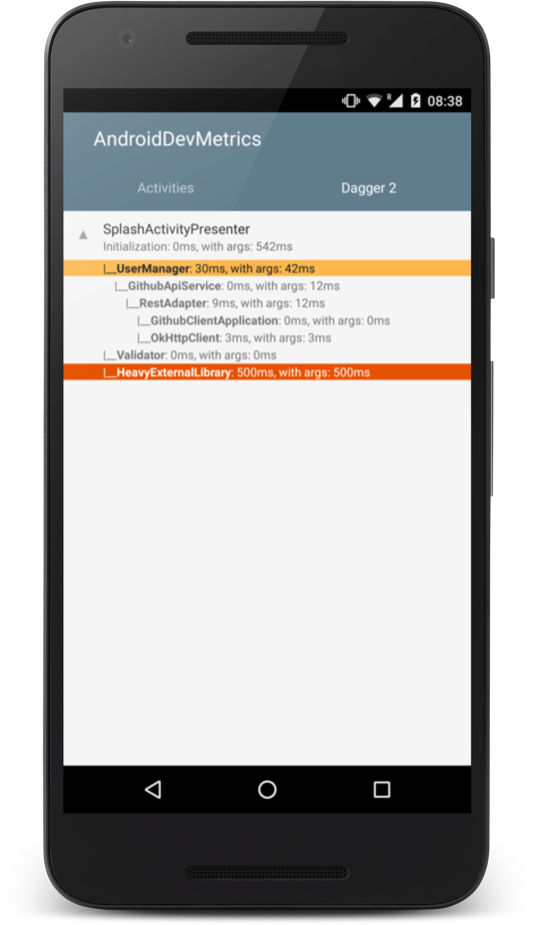 R 08:38
AndroidDevMetrics
Activities Dagger 2
SplashActivityPresenter
Initialization: 0ms, with args: 542ms
|__UserManager: 30ms, with args: 42ms
|__GithubApiService: 0ms, with args: 12ms
|__RestAdapter: 9ms, with args: 12ms
|__GithubClientApplication: 0ms, with args: 0ms
|__OkHttpClient: 3ms, with args: 3ms
|__Validator: 0ms, with args: 0ms
|__HeavyExternalLibrary: 500ms, with args: 500ms